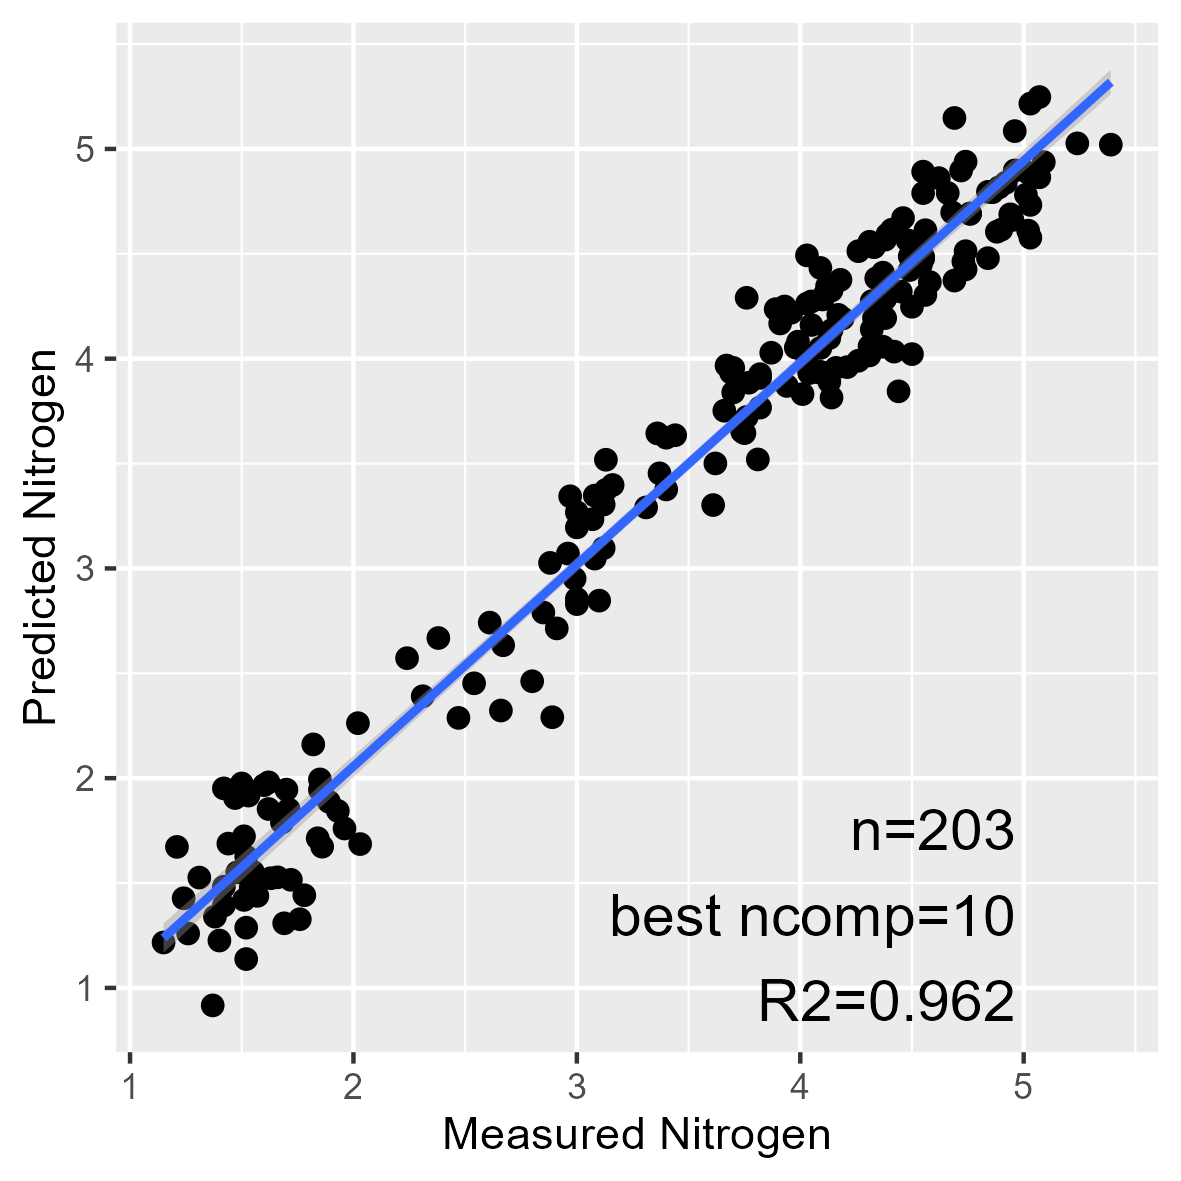 5
4
3
2
1
Predicted Nitrogen
n=203
best ncomp=10
R2=0.962
1 2 3 4 5
Measured Nitrogen